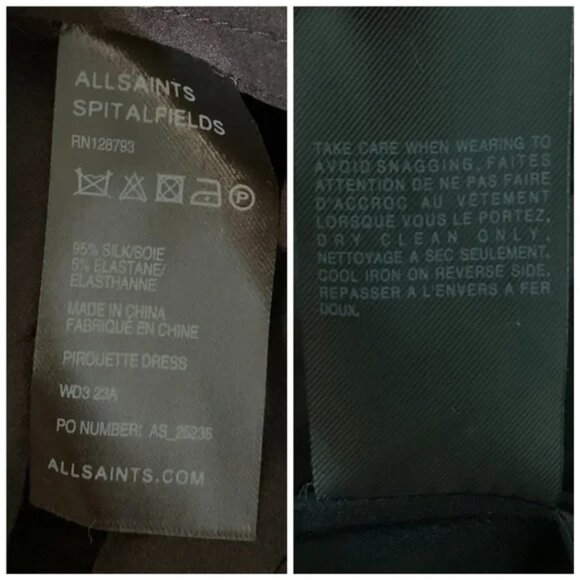 ALLSAINTS
SPITALFIELDS
RN128793
P
95% SILK/SOIE
5% ELASTANE/
ELASTHANNE
MADE IN CHINA
FABRIQUÉ EN CHINE
PIROUETTE DRESS
WD3 23A
PO NUMBER: AS_25235
ALLSAINTS.COM
TAKE CARE WHEN WEARING TO
AVOID SNAGGING. FAITES
ATTENTION DE NE PAS FAIRE
D'ACCROC AU VÊTEMENT
LORSQUE VOUS LE PORTEZ.
DRY CLEAN ONLY.
NETTOYAGE A SEC SEULEMENT.
COOL IRON ON REVERSE SIDE.
REPASSER A L'ENVERS A FER
DOUX.